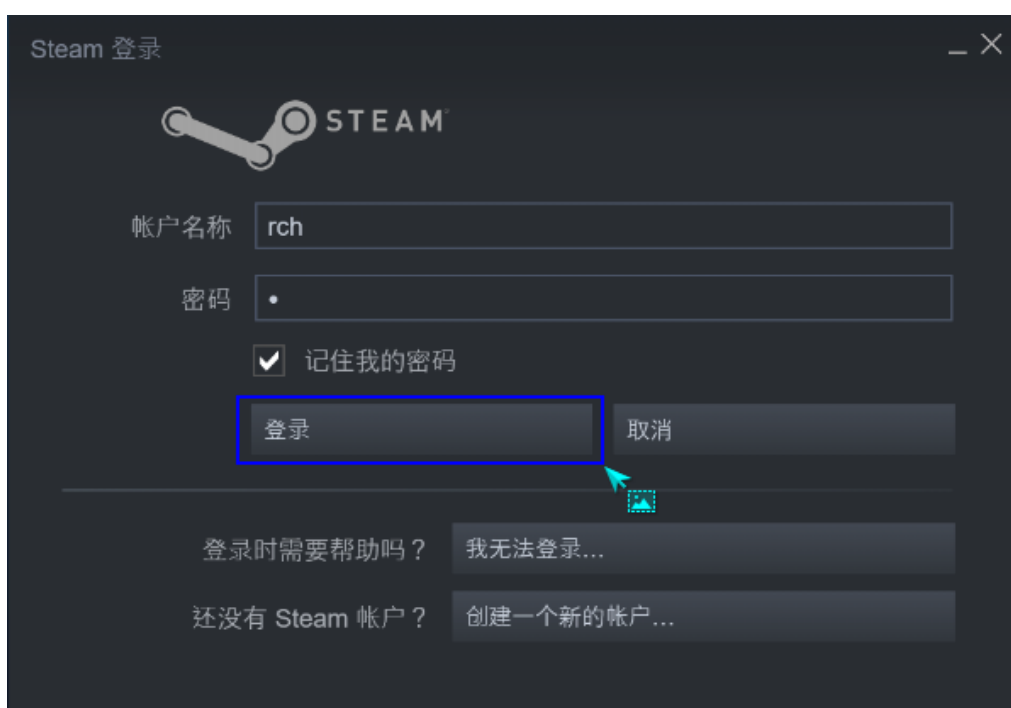 Steam 登录
STEAM
帐户名称 rch
密码 •
记住我的密码
登录 取消
登录时需要帮助吗？ 我无法登录...
还没有 Steam 帐户？ 创建一个新的帐户...